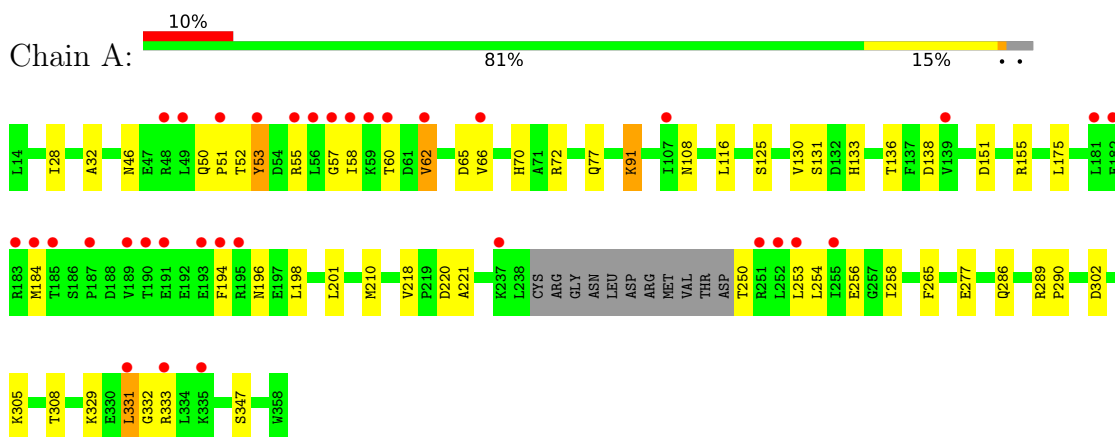 10%
Chain A:
81% 15% • •
L14 I28 A32 N46 E47 R48 L49 Q50 P51 T52 Y53 D54 R55 L56 G57 I58 K59 T60 D61 V62 D65 V66 H70 A71 R72 Q77 K91 I107 N108 L116 S125 V130 S131 D132 H133 T136 F137 D138 V139 D151 R155 L175 L181
R183 M184 T185 S186 P187 D188 V189 T190 E191 E192 E193 F194 R195 N196 E197 L198 L201 M210 V218 P219 D220 A221 K237 L238 CYS ARG GLY ASN LEU ASP ARG MET VAL THR ASP T250 R251 L252 L253 L254 I255 E256 G257 I258 F265 E277 Q286 R289 P290 D302
K305 T308 K329 E330 L331 G332 R333 L334 K335 S347 W358